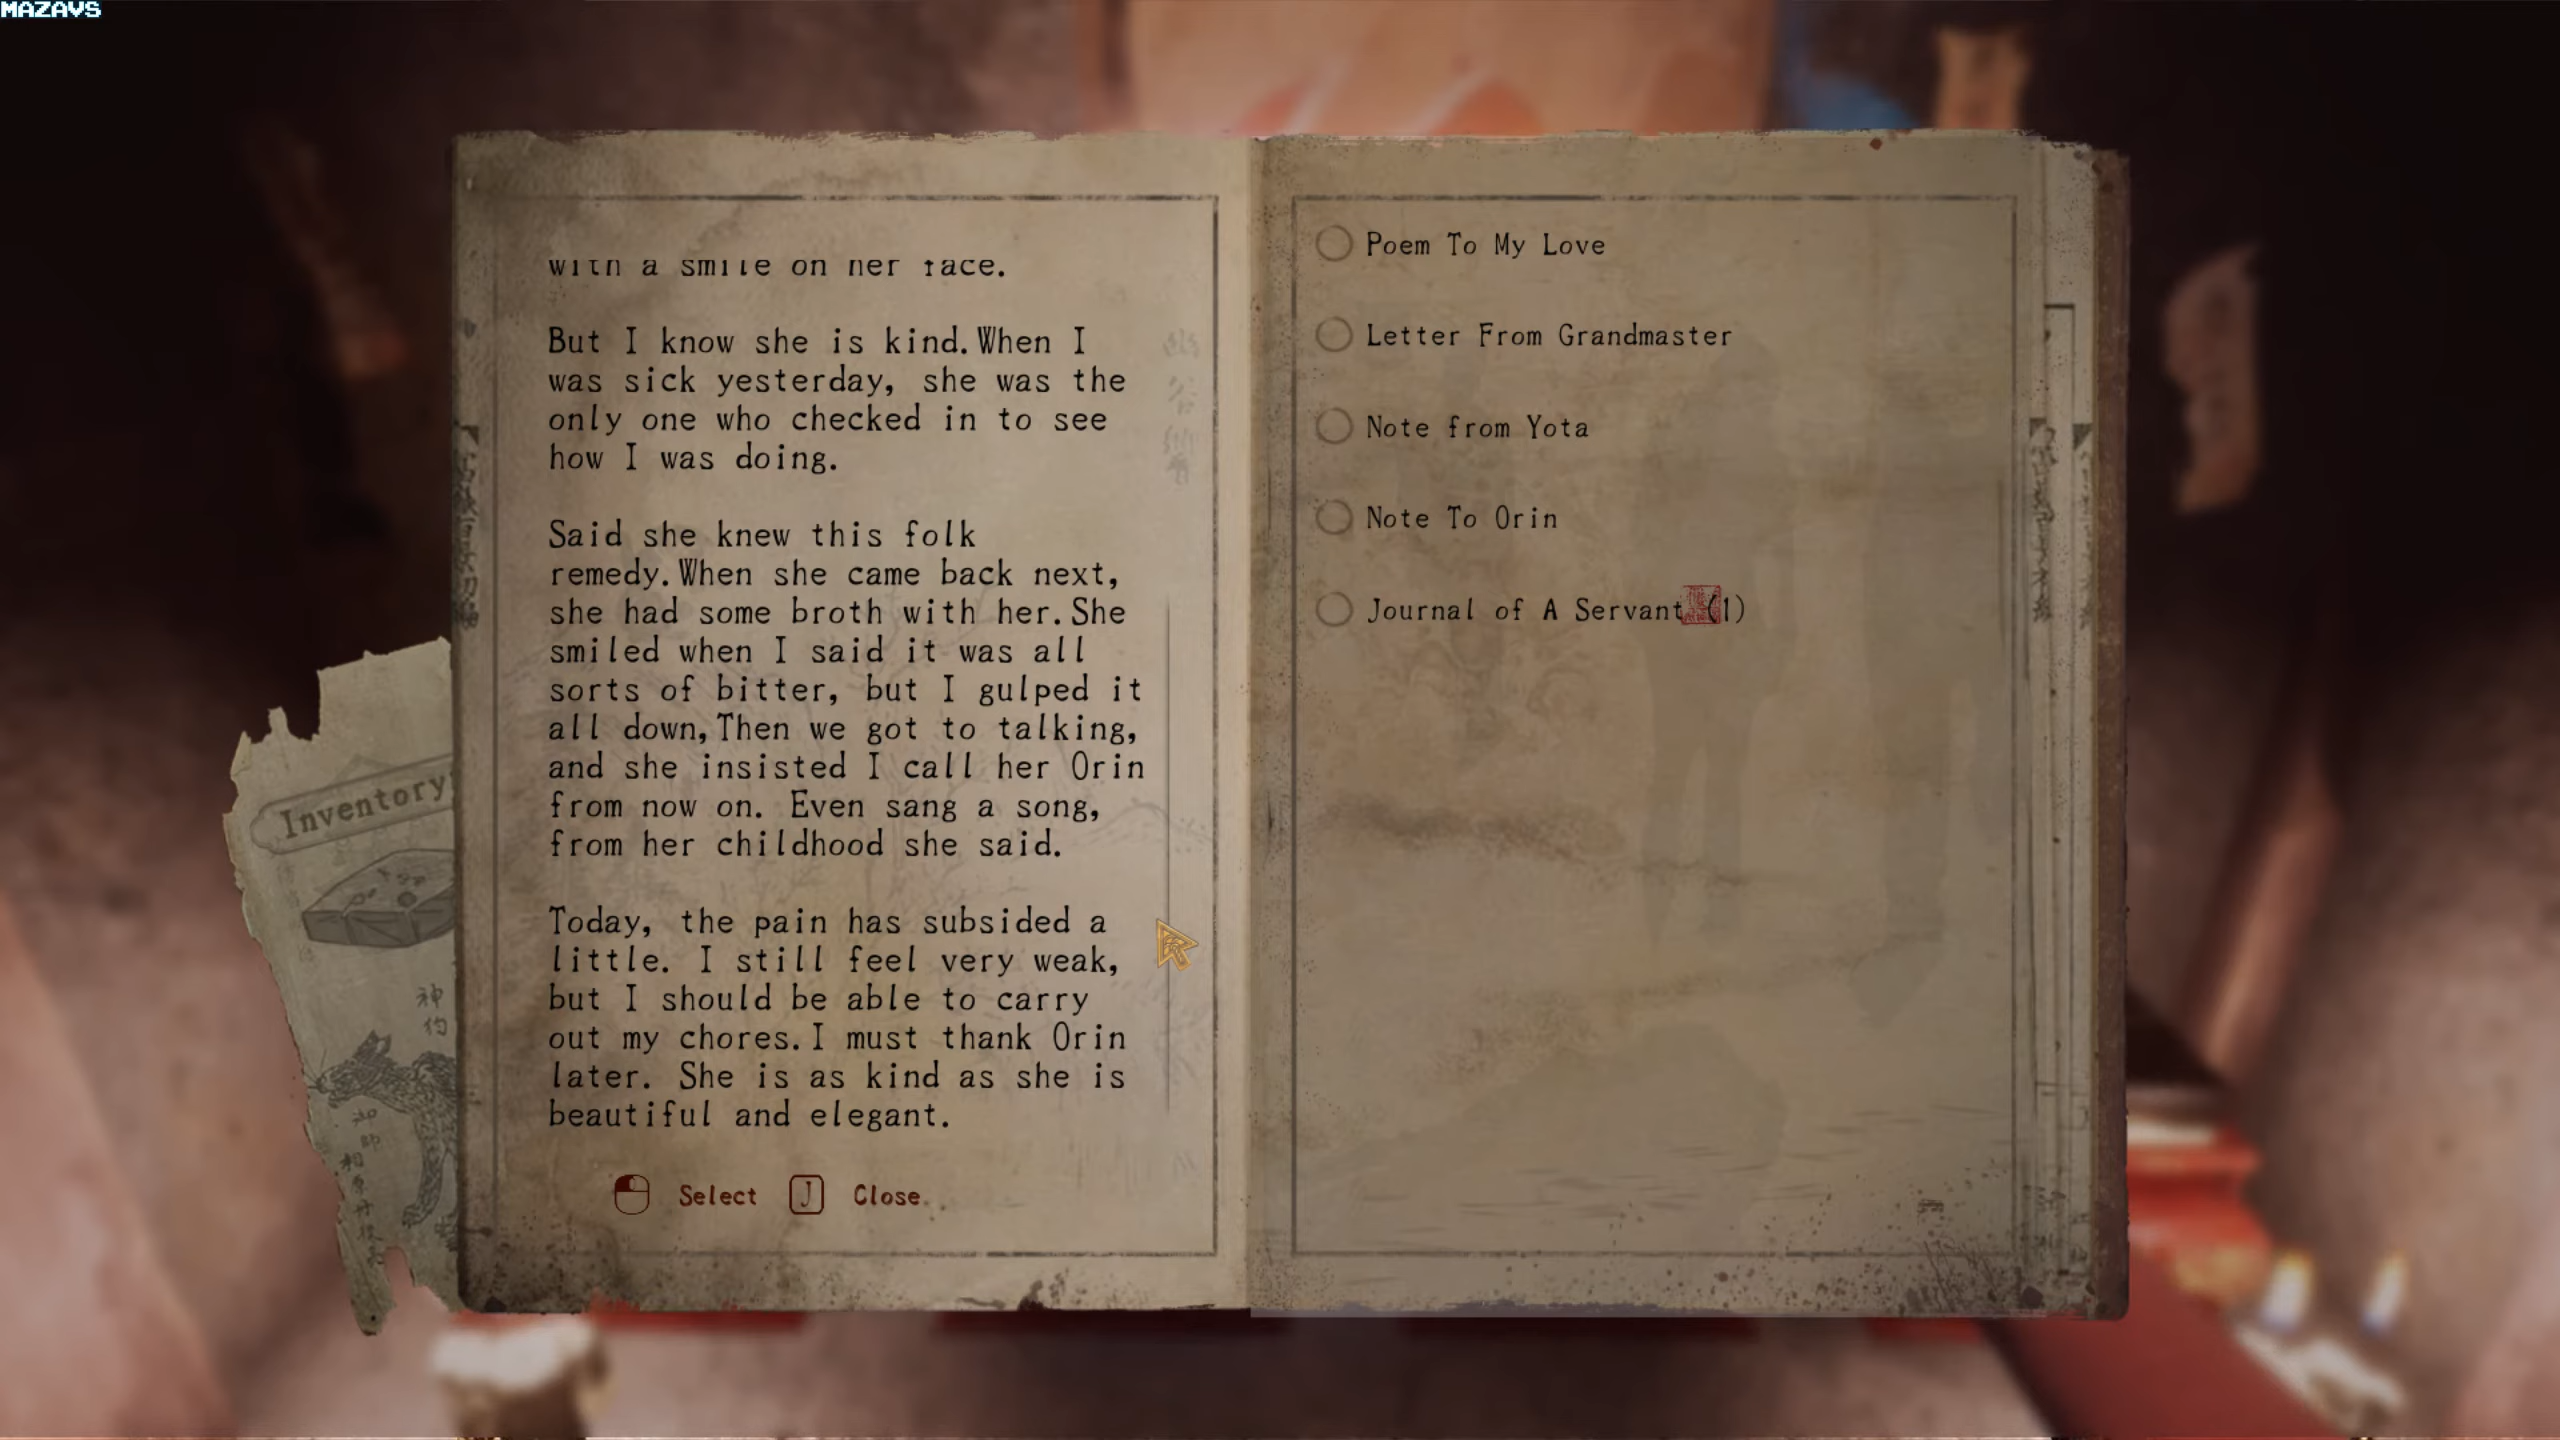 MAZAVS
with a smile on her face.
But I know she is kind.When I
was sick yesterday, she was the
only one who checked in to see
how I was doing.
Said she knew this folk
remedy.When she came back next,
she had some broth with her.She
smiled when I said it was all
sorts of bitter, but I gulped it
all down,Then we got to talking,
and she insisted I call her Orin
from now on. Even sang a song,
from her childhood she said.
Today, the pain has subsided a
little. I still feel very weak,
but I should be able to carry
out my chores.I must thank Orin
later. She is as kind as she is
beautiful and elegant.
Select J Close
Poem To My Love
Letter From Grandmaster
Note from Yota
Note To Orin
Journal of A Servant (1)
Inventory
神
約